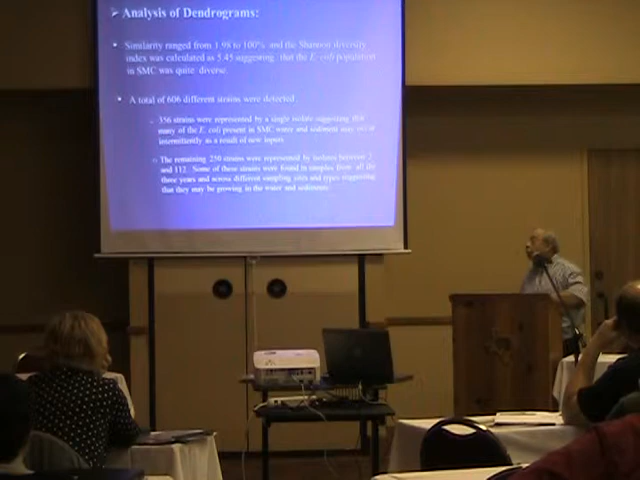 ➢ Analysis of Dendrograms:
• Similarity ranged from 1.98 to 100% and the Shannon diversity
index was calculated as 5.45 suggesting that the E. coli population
in SMC was quite diverse.
• A total of 606 different strains were detected.
– 356 strains were represented by a single isolate suggesting that
many of the E. coli present in SMC water and sediment may occur
intermittently as a result of new inputs
The remaining 250 strains were represented by isolates between 2
and 112. Some of these strains were found in samples from all the
three years and across different sampling sites and types suggesting
that they may be growing in the water and sediments.